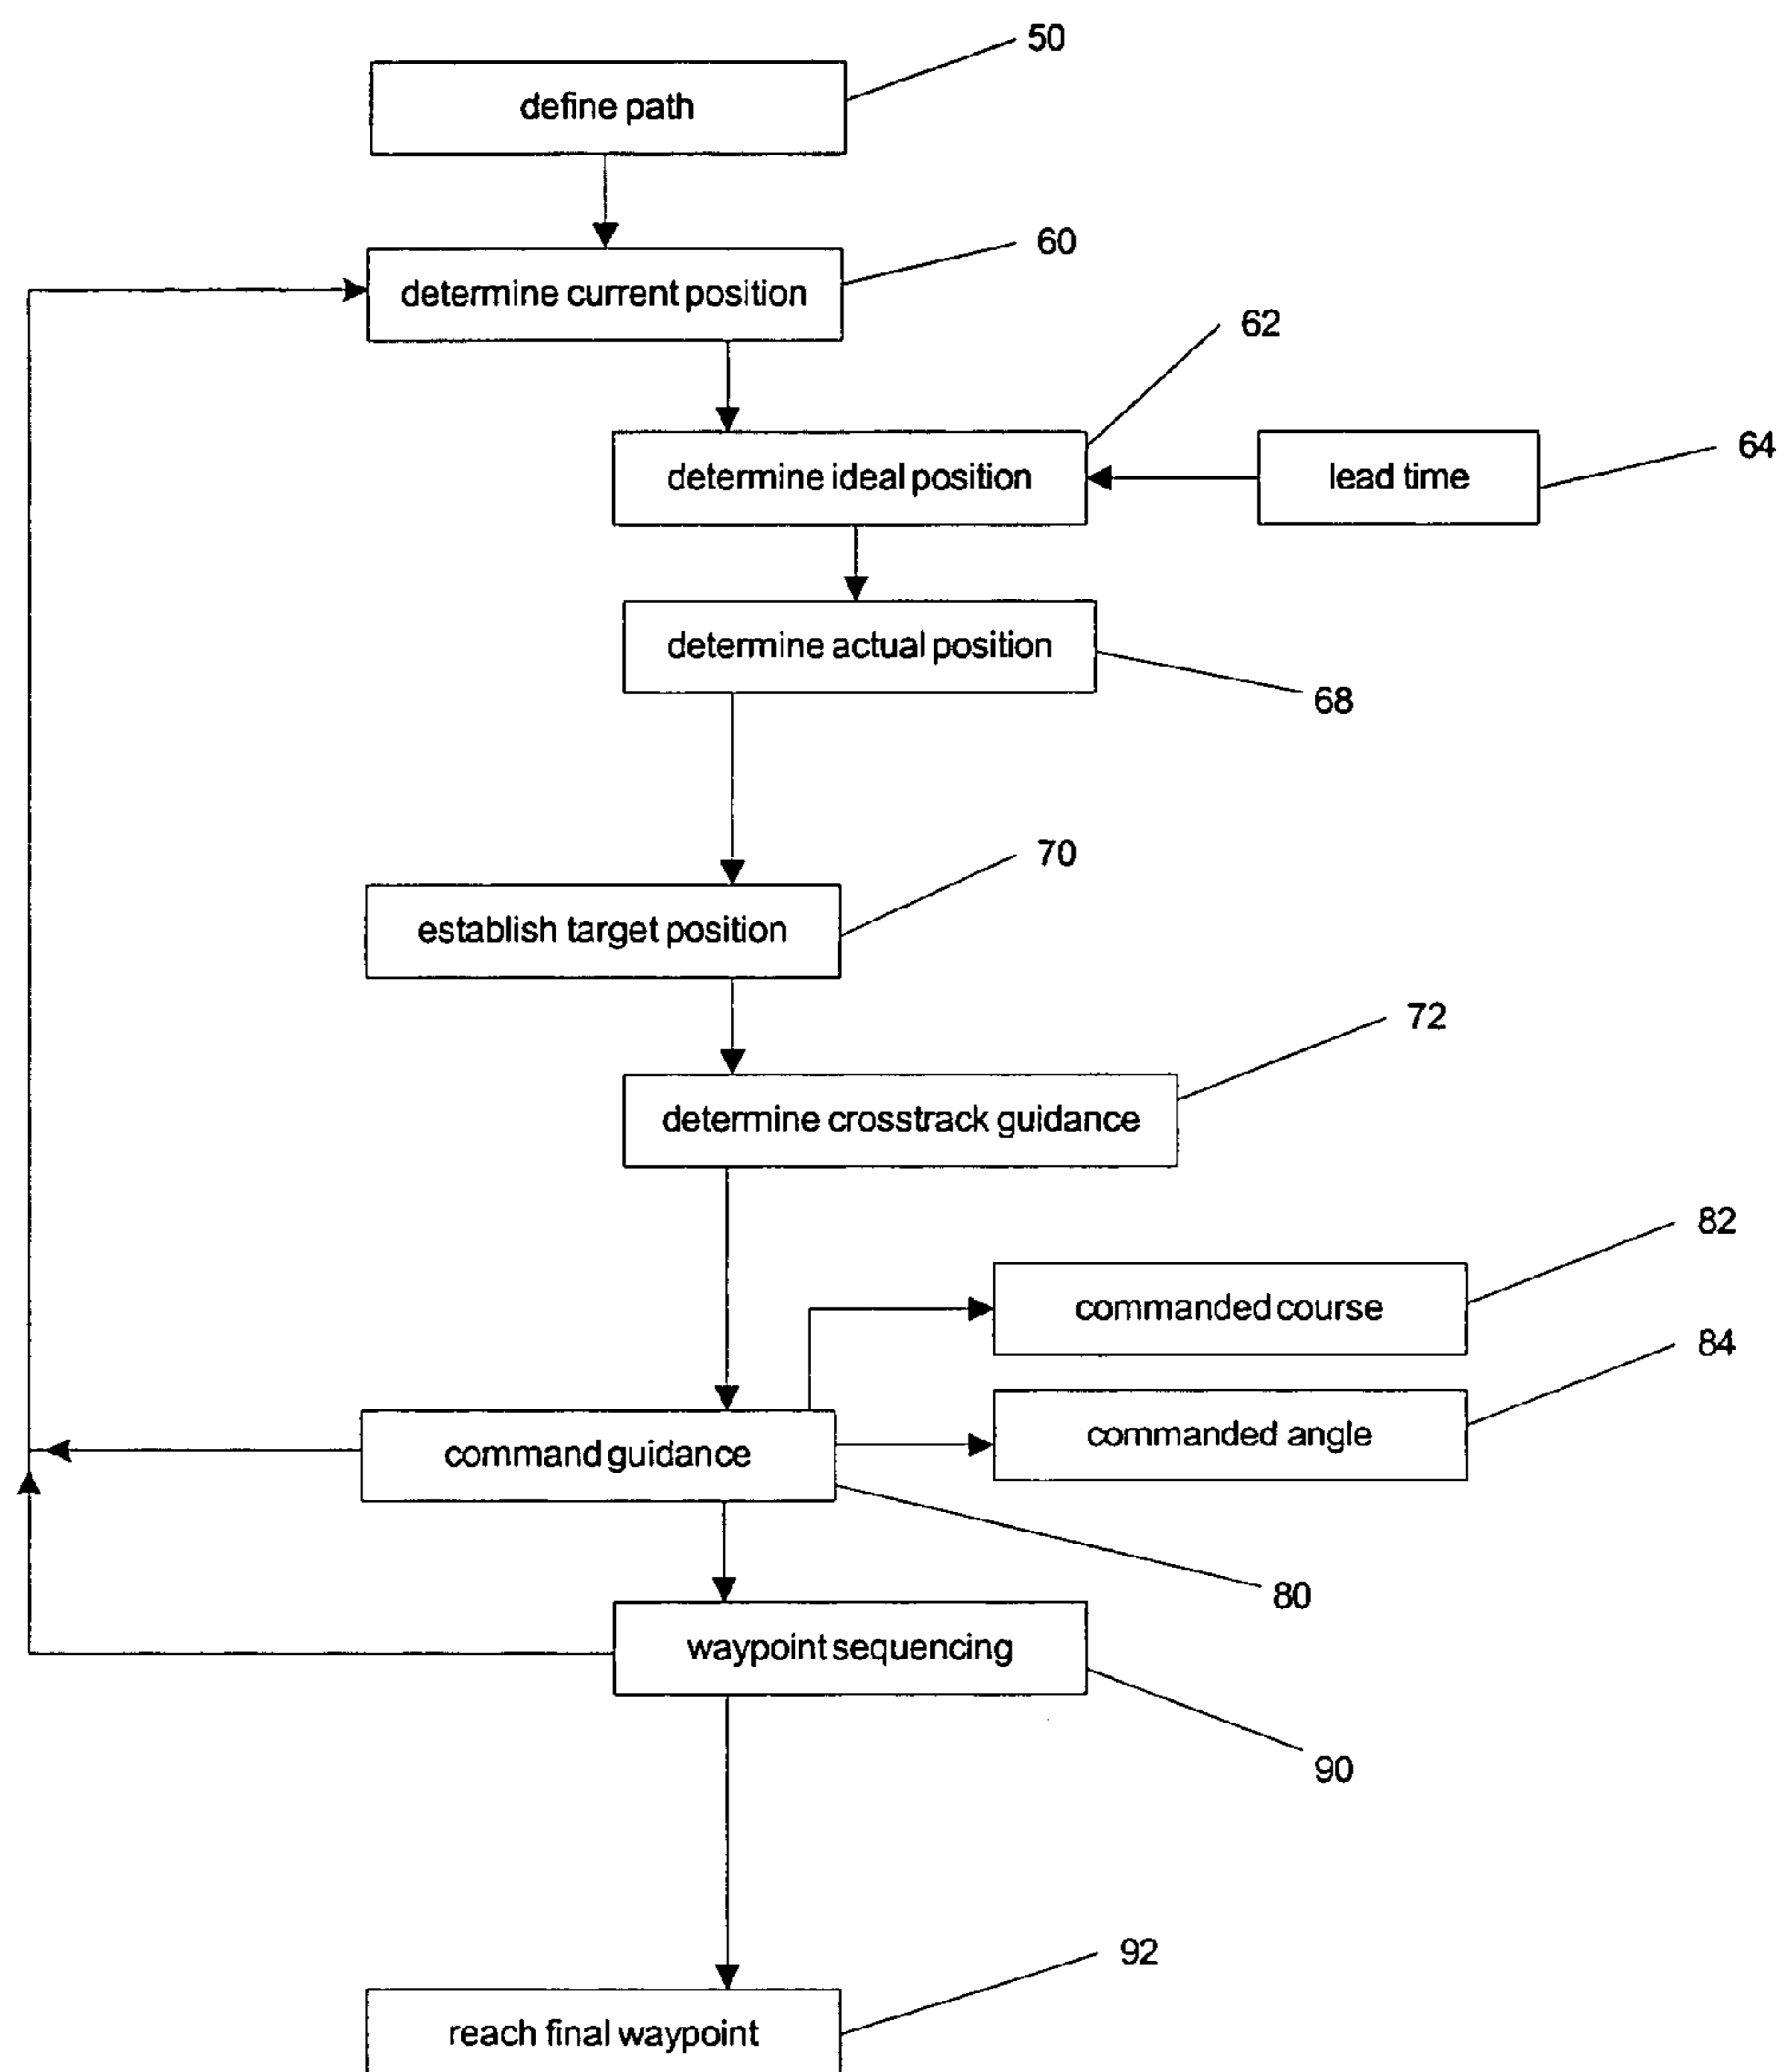 50
define path
60
determine current position
62
determine ideal position
lead time
64
determine actual position
68
70
establish target position
72
determine crosstrack guidance
82
commanded course
84
commanded angle
command guidance
80
waypoint sequencing
90
92
reach final waypoint